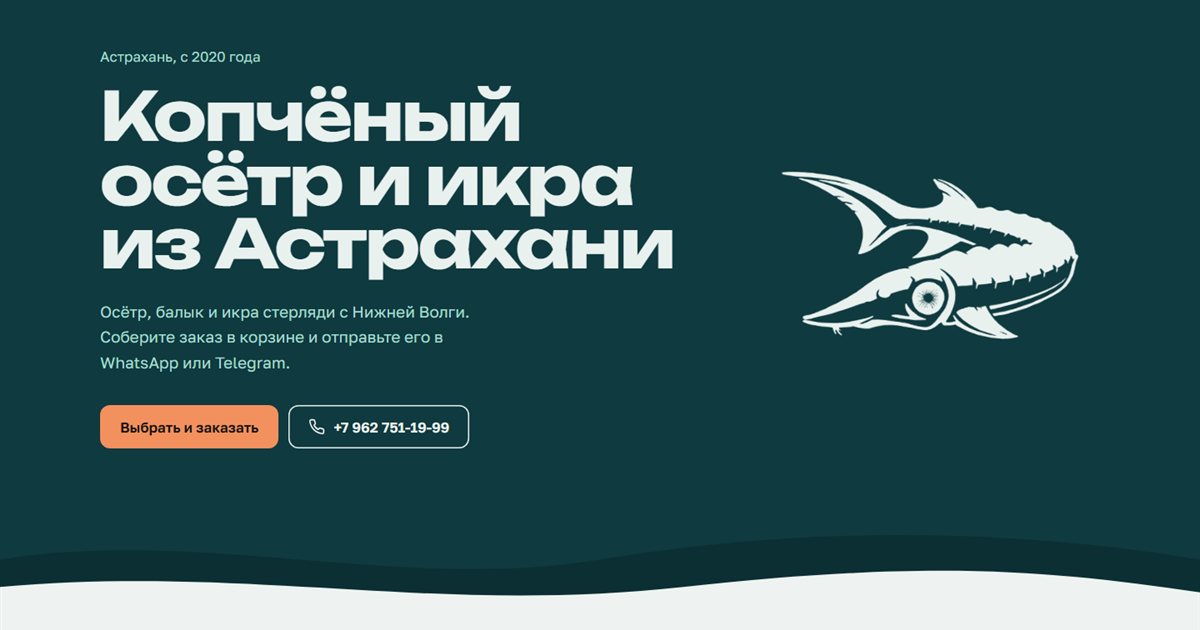 Астрахань, с 2020 года
Копчёный
осётр и икра
из Астрахани
Осётр, балык и икра стерляди с Нижней Волги.
Соберите заказ в корзине и отправьте его в
WhatsApp или Telegram.
Выбрать и заказать
+7 962 751-19-99